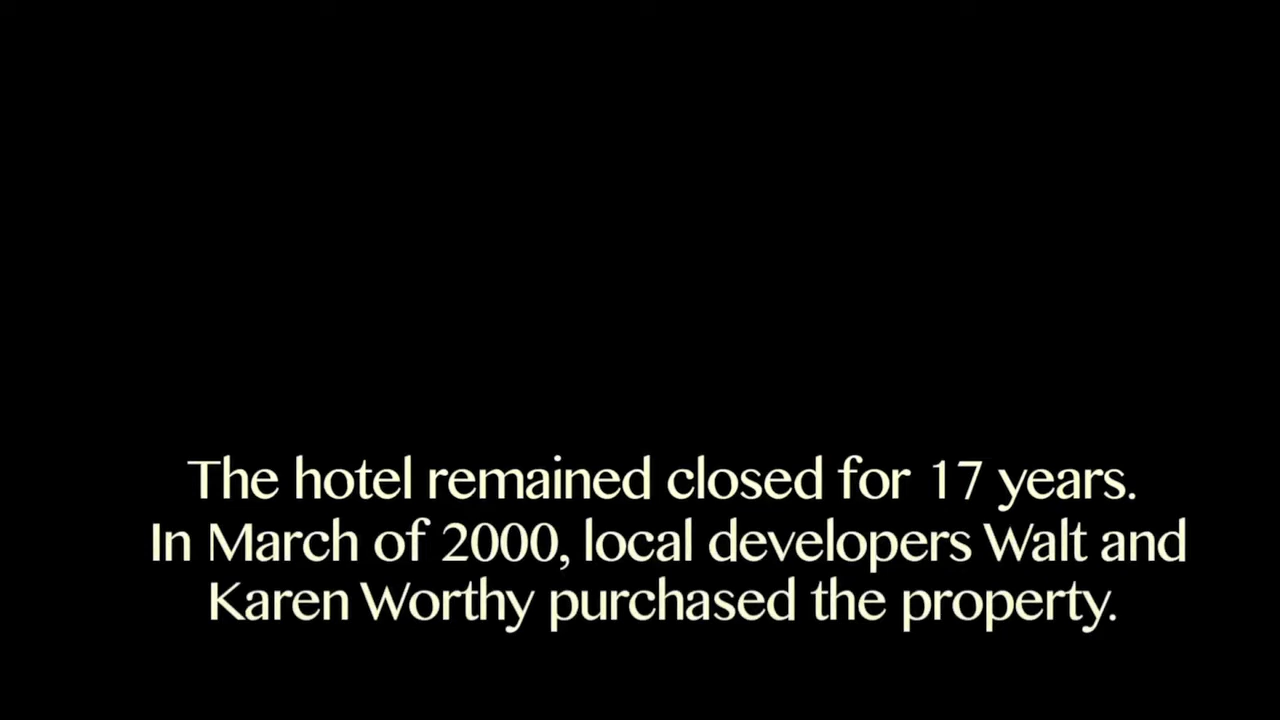 The hotel remained closed for 17 years.
In March of 2000, local developers Walt and
Karen Worthy purchased the property.